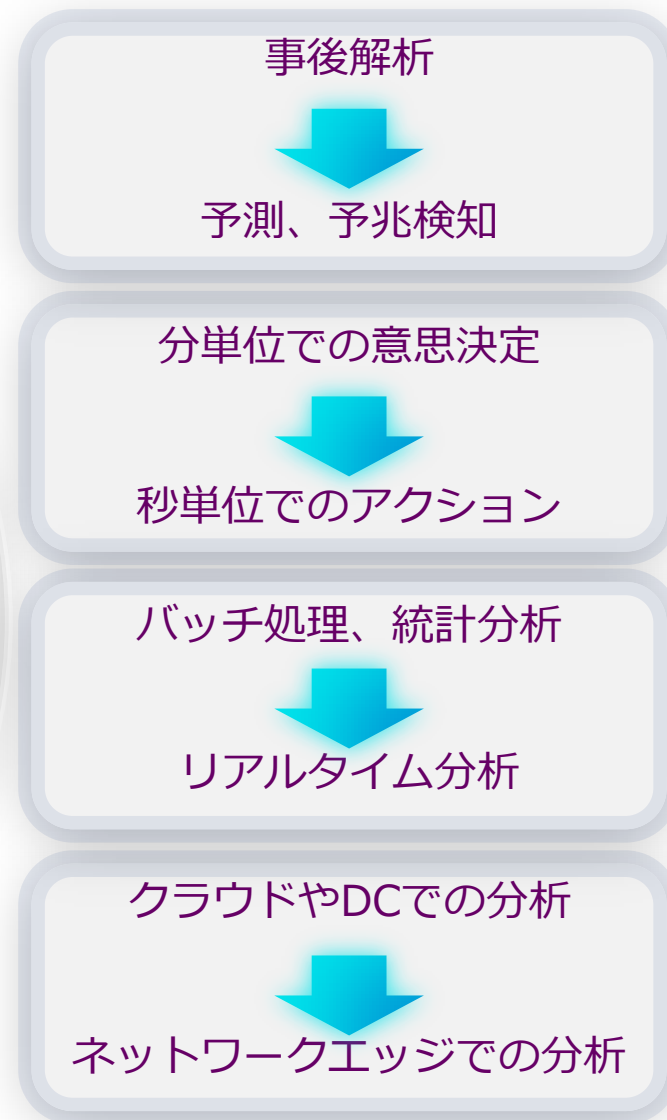 事後解析
予測、予兆検知
分単位での意思決定
秒単位でのアクション
バッチ処理、統計分析
リアルタイム分析
クラウドやDCでの分析
ネットワークエッジでの分析